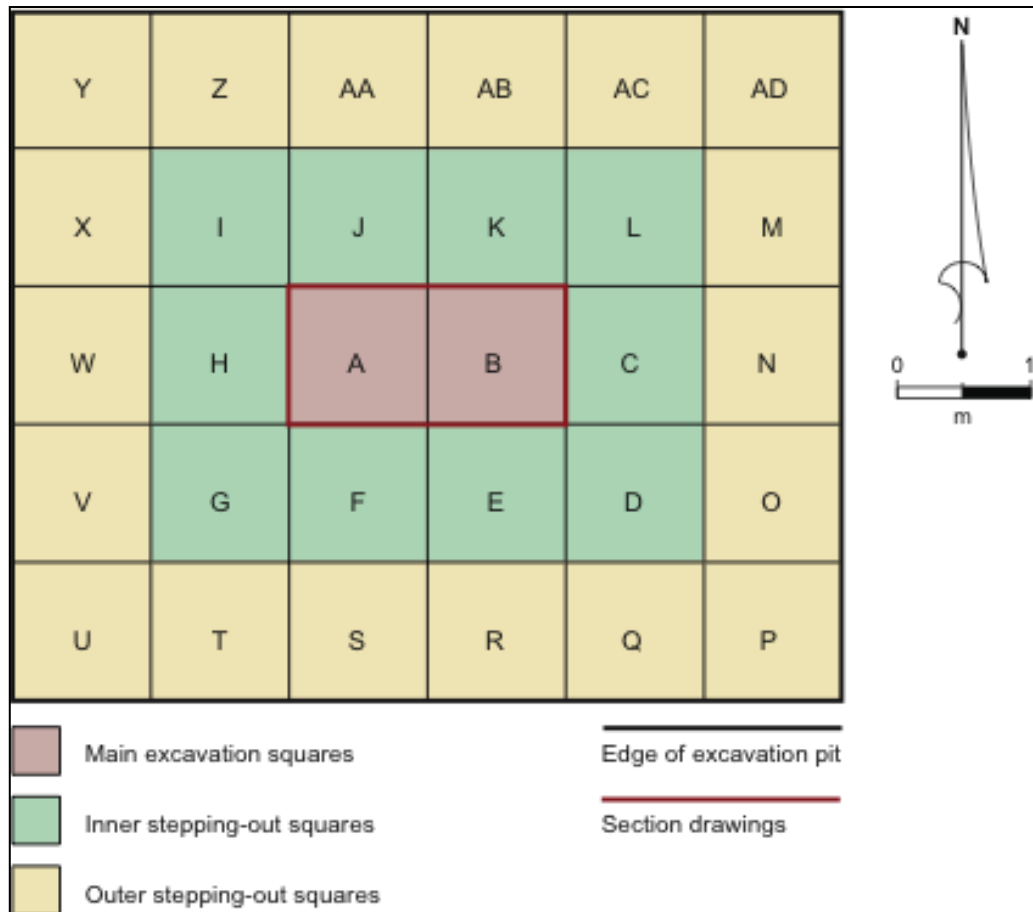 N
Y Z AA AB AC AD
X I J K L M
W H A B C N
0 1
m
V G F E D O
U T S R Q P
Main excavation squares
Edge of excavation pit
Inner stepping-out squares
Section drawings
Outer stepping-out squares